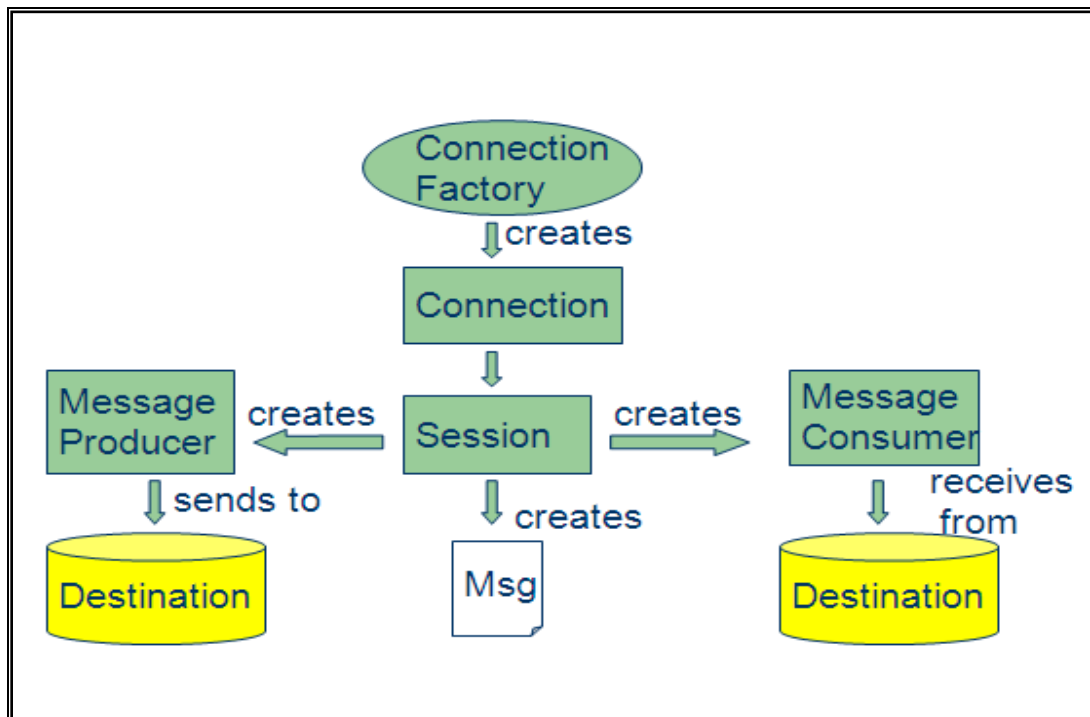 Connection
Factory
creates
Connection
Message
Producer
creates
Session
creates
Message
Consumer
sends to
creates
receives
from
Destination
Msg
Destination